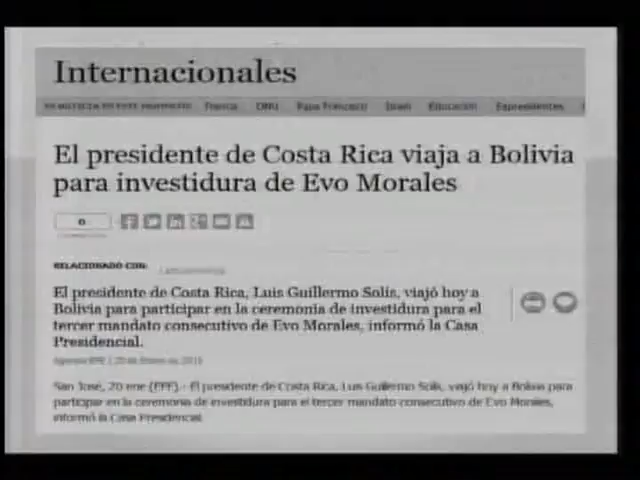 Internacionales
Francia ONU Papa Francisco Israel Educación Expresidentes
El presidente de Costa Rica viaja a Bolivia
para investidura de Evo Morales
0
RELACIONADO CON:
El presidente de Costa Rica, Luis Guillermo Solís, viajó hoy a
Bolivia para participar en la ceremonia de investidura para el
tercer mandato consecutivo de Evo Morales, informó la Casa
Presidencial.
San José, 20 ene (EFE).- El presidente de Costa Rica, Luis Guillermo Solís, viajó hoy a Bolivia para
participar en la ceremonia de investidura para el tercer mandato consecutivo de Evo Morales,
informó la Casa Presidencial.